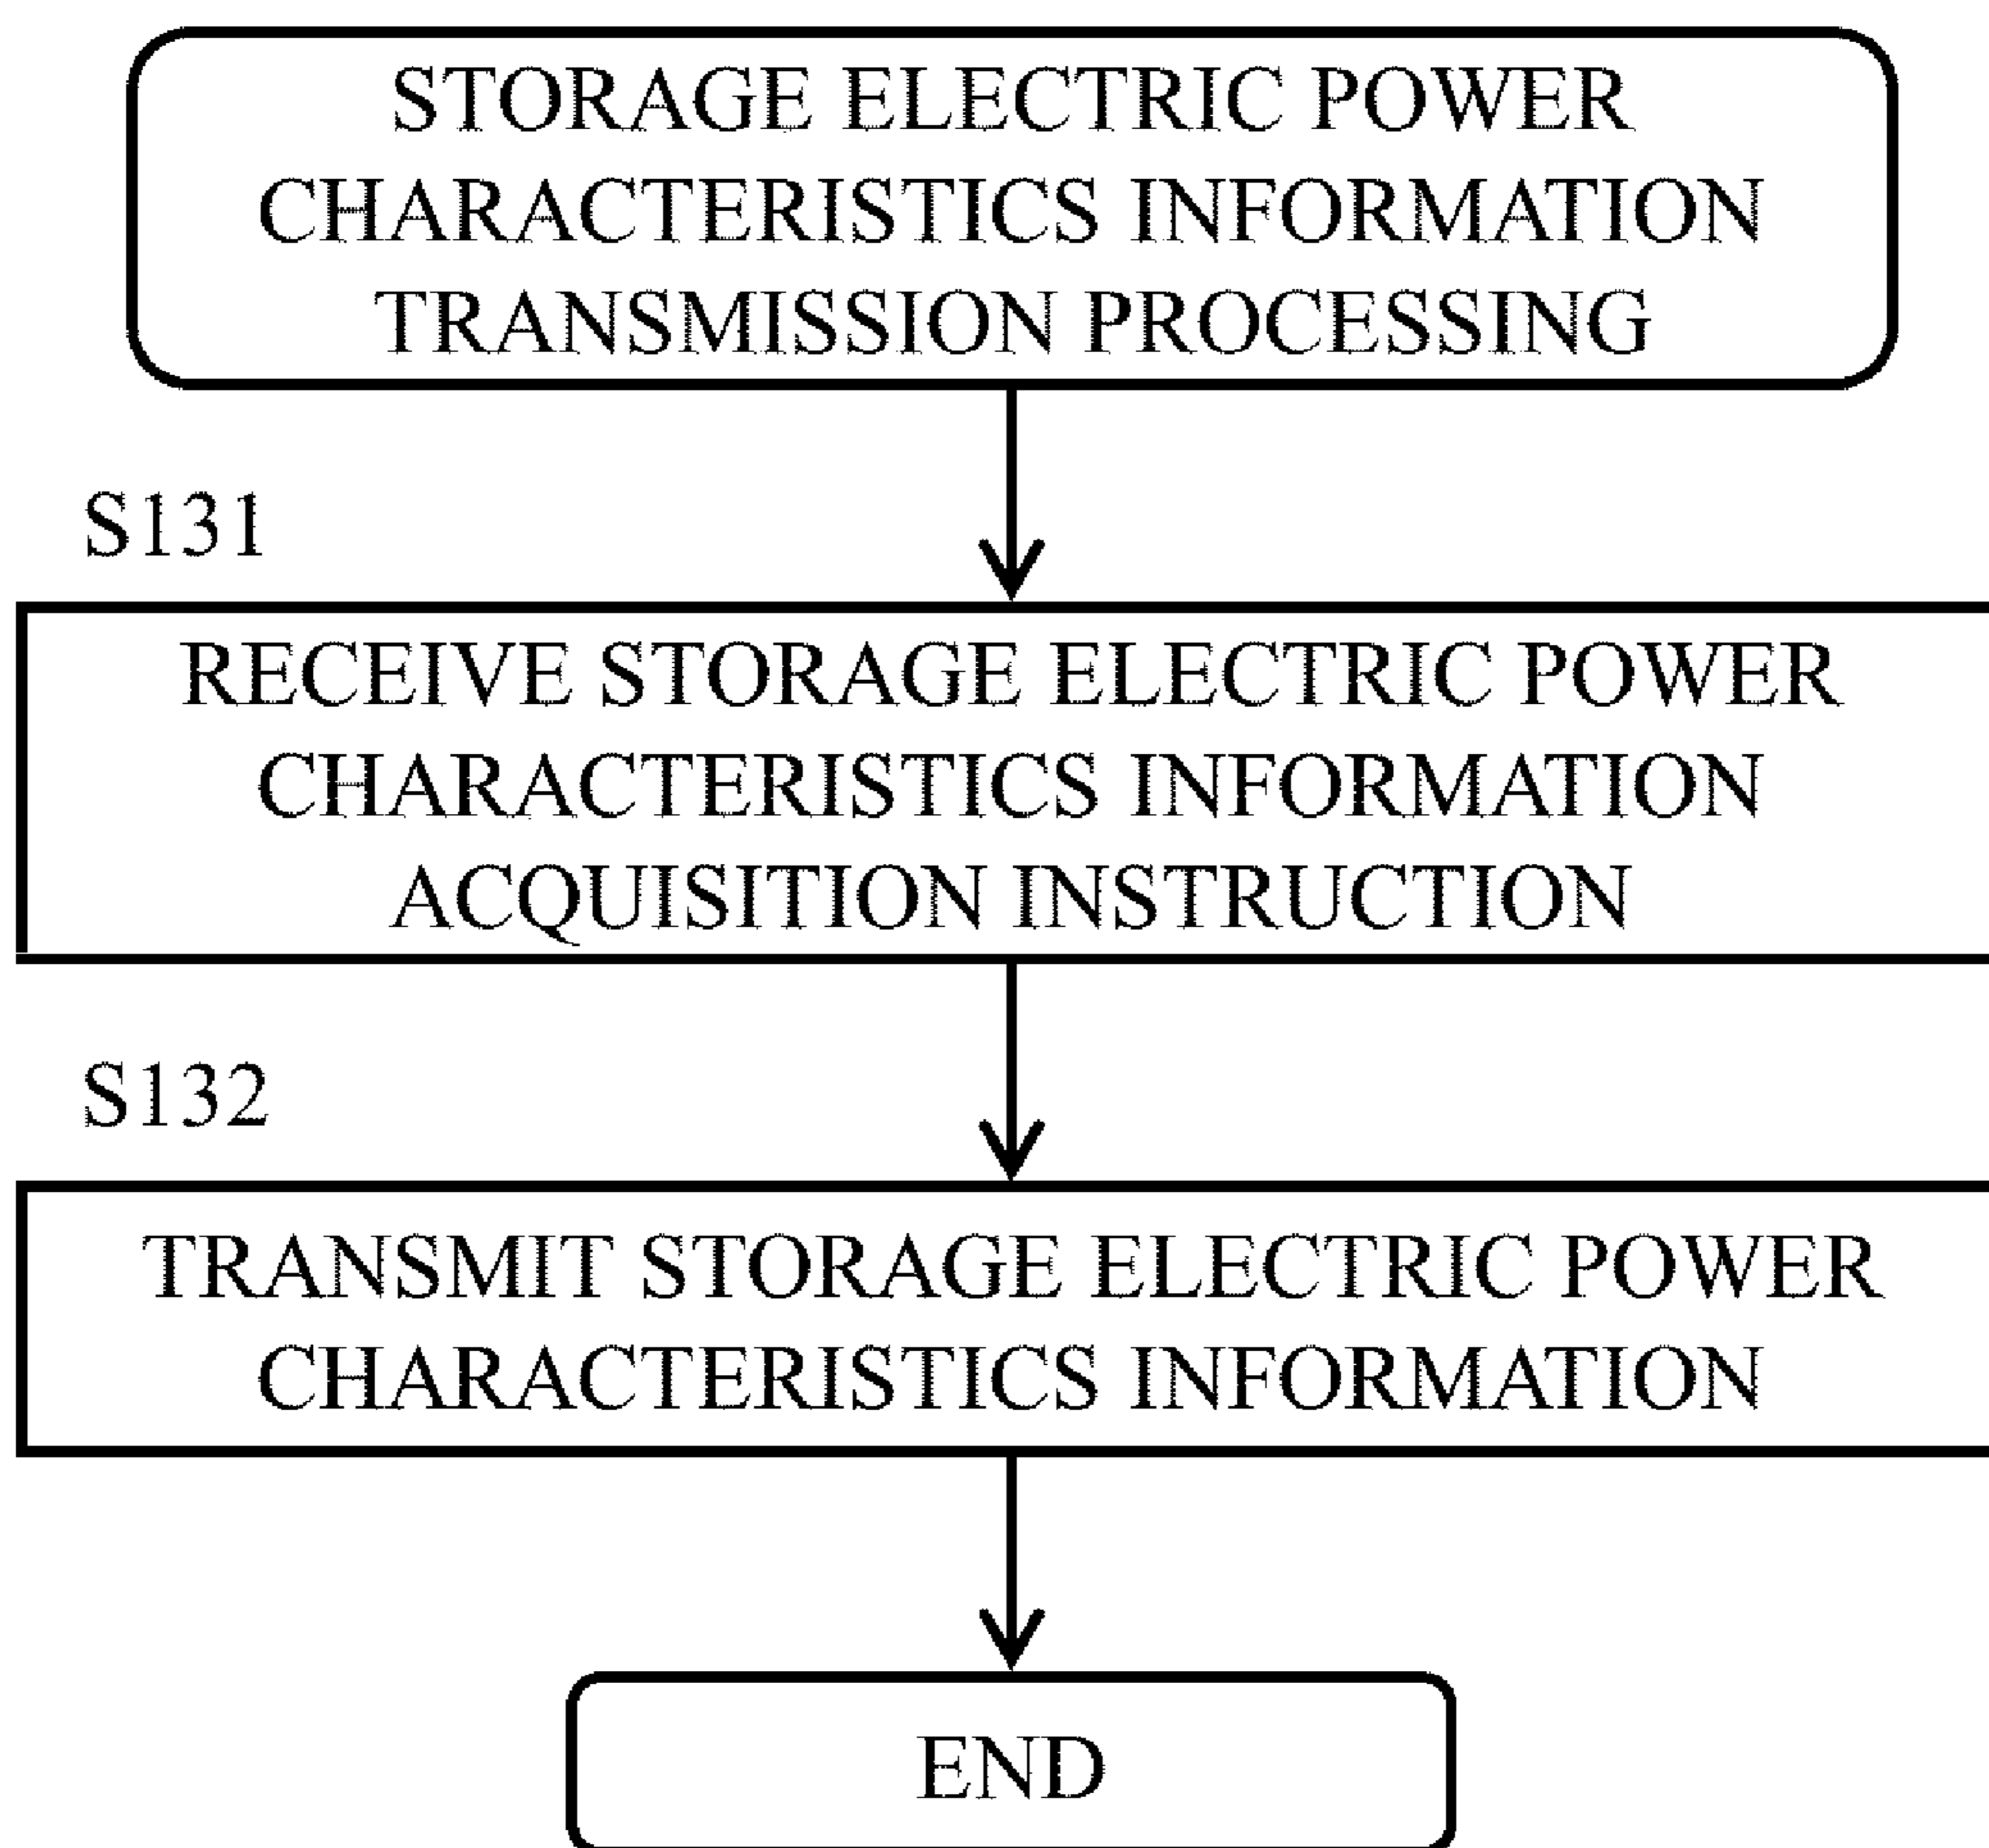 STORAGE ELECTRIC POWER
CHARACTERISTICS INFORMATION
TRANSMISSION PROCESSING
S131
RECEIVE STORAGE ELECTRIC POWER
CHARACTERISTICS INFORMATION
ACQUISITION INSTRUCTION
S132
TRANSMIT STORAGE ELECTRIC POWER
CHARACTERISTICS INFORMATION
END